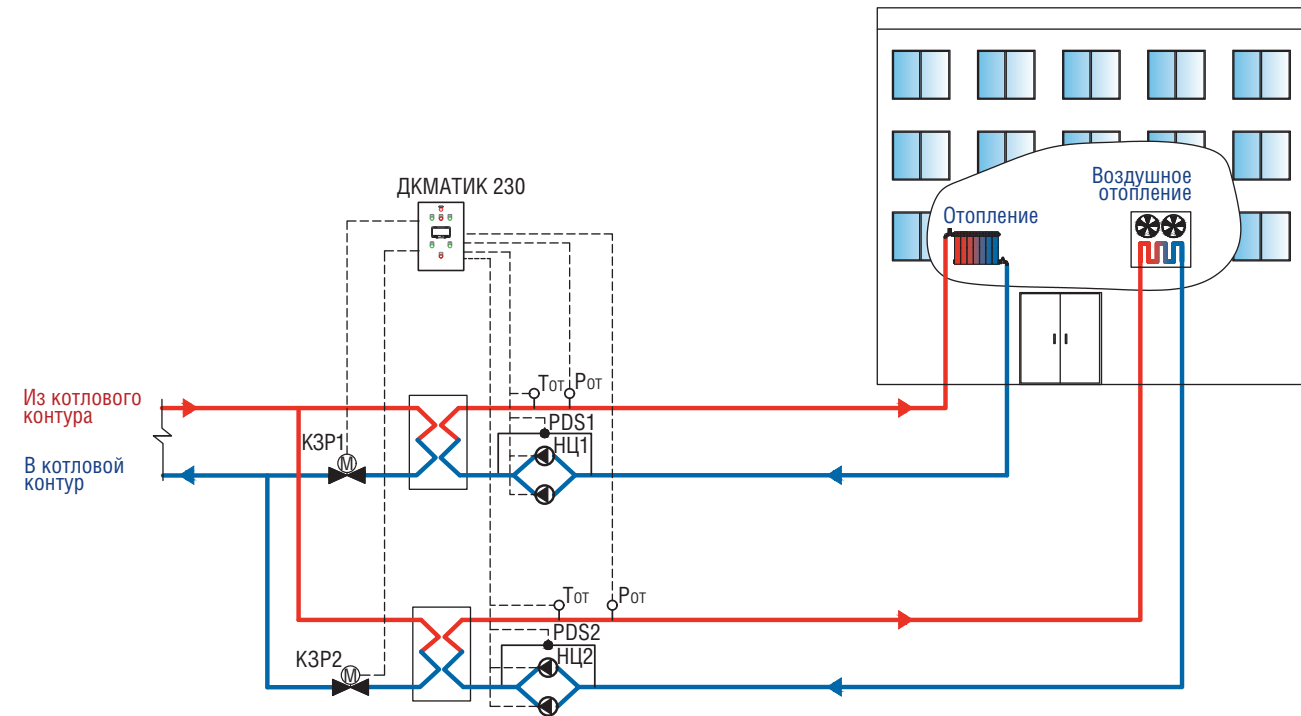 ДКМАТИК 230
Воздушное
отопление
Отопление
Из котлового
контура
В котловой
контур
КЗР1
М
Тот
Рот
PDS1
НЦ1
Тот
Рот
PDS2
НЦ2
КЗР2
М